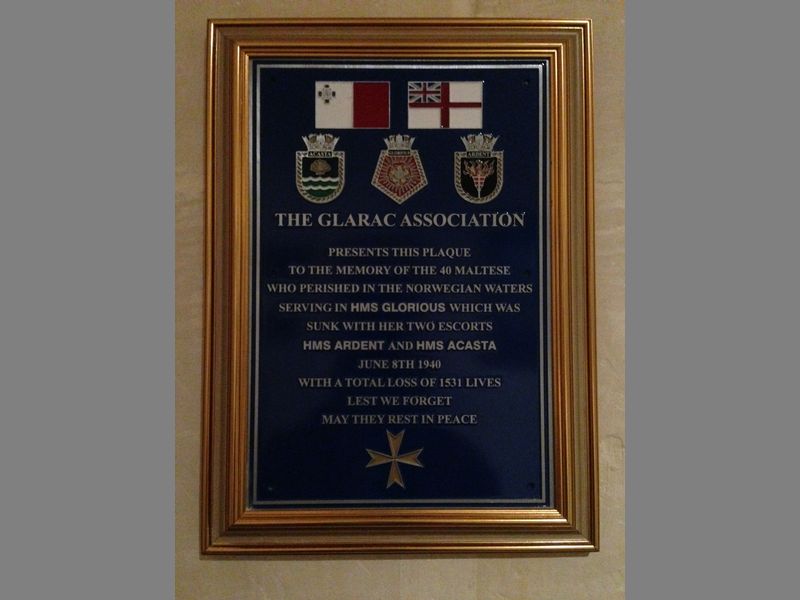 ACASTA GLORIOUS ARDENT
THE GLARAC ASSOCIATION
PRESENTS THIS PLAQUE
TO THE MEMORY OF THE 40 MALTESE
WHO PERISHED IN THE NORWEGIAN WATERS
SERVING IN HMS GLORIOUS WHICH WAS
SUNK WITH HER TWO ESCORTS
HMS ARDENT AND HMS ACASTA
JUNE 8TH 1940
WITH A TOTAL LOSS OF 1531 LIVES
LEST WE FORGET
MAY THEY REST IN PEACE